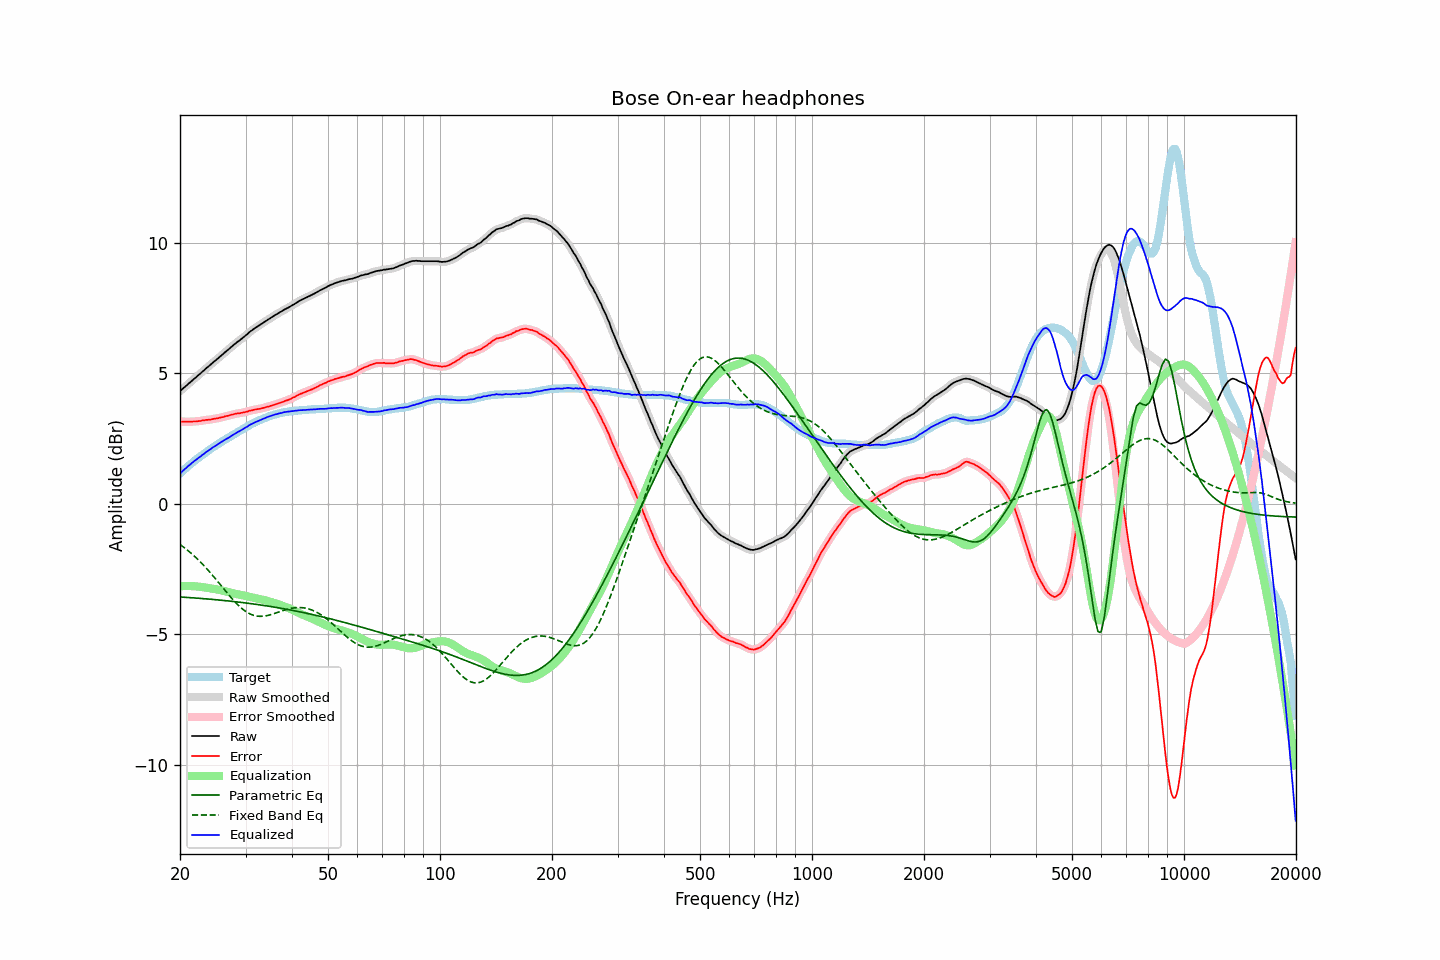 Bose On-ear headphones
Amplitude (dBr)
10
5
0
−5
−10
Target
Raw Smoothed
Error Smoothed
Raw
Error
Equalization
Parametric Eq
Fixed Band Eq
Equalized
20 50 100 200 500 1000 2000 5000 10000 20000
Frequency (Hz)